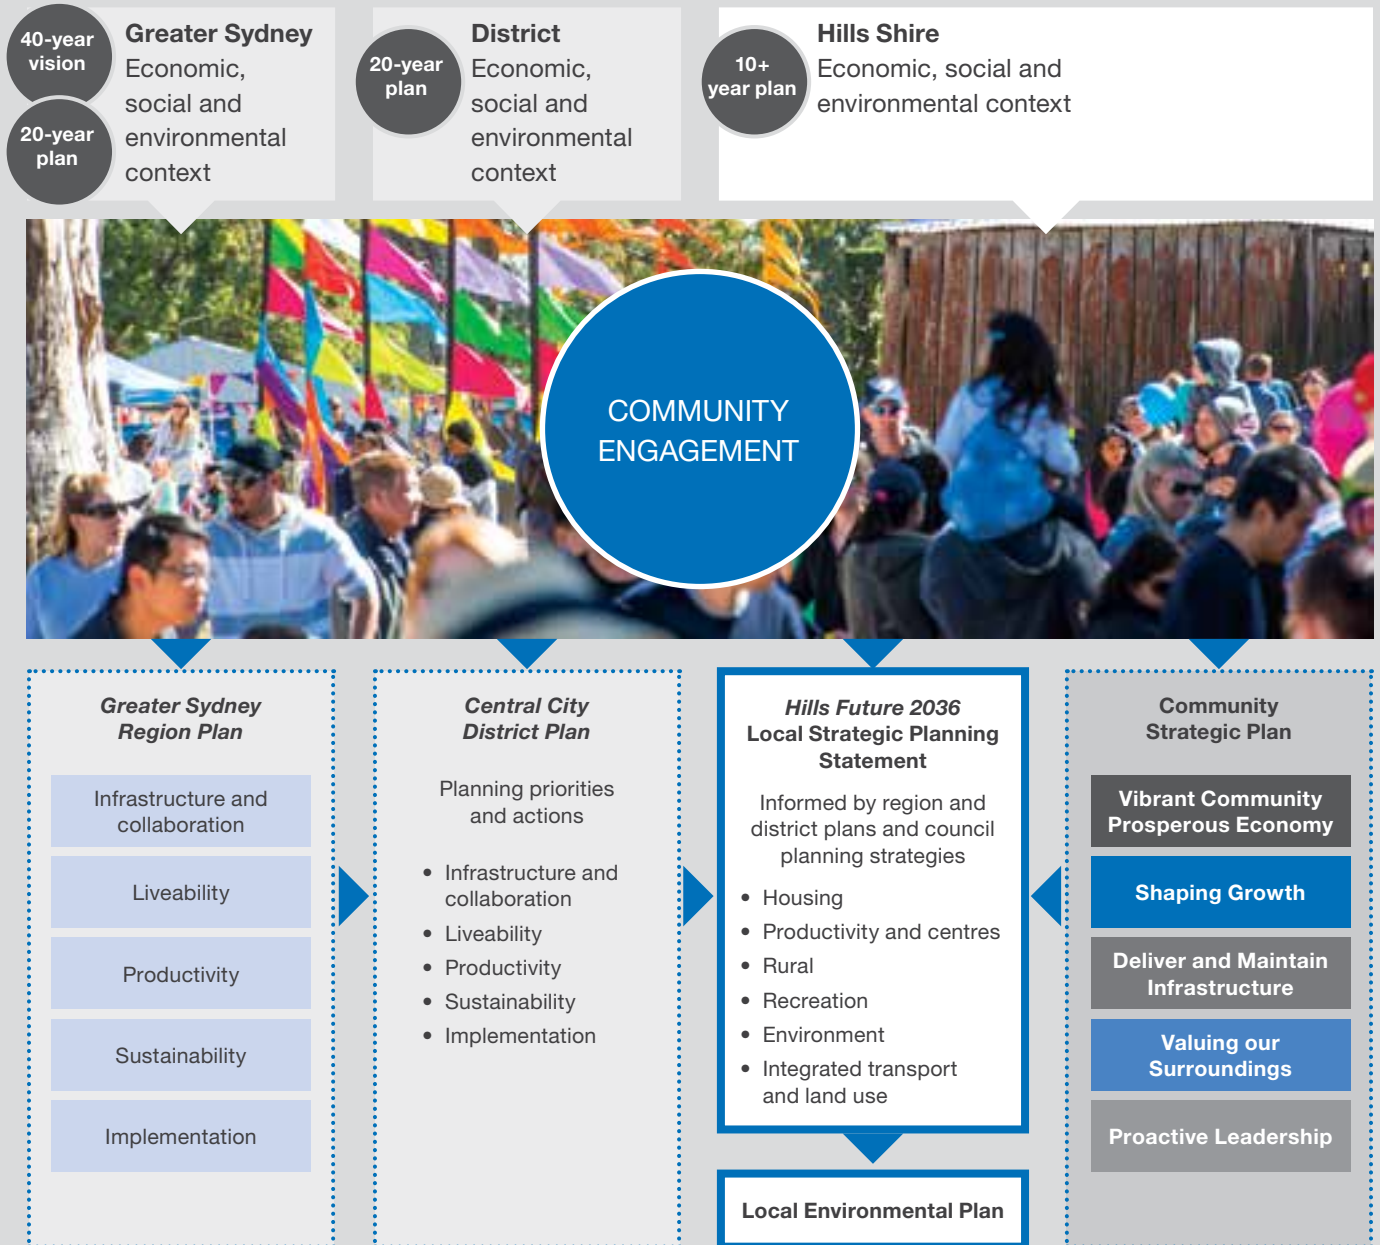 40-year
vision
20-year
plan
Greater Sydney
Economic,
social and
environmental
context
20-year
plan
District
Economic,
social and
environmental
context
10+
year plan
Hills Shire
Economic, social and
environmental context
COMMUNITY
ENGAGEMENT
Greater Sydney
Region Plan
Infrastructure and
collaboration
Liveability
Productivity
Sustainability
Implementation
Central City
District Plan
Planning priorities
and actions
• Infrastructure and
collaboration
• Liveability
• Productivity
• Sustainability
• Implementation
Hills Future 2036
Local Strategic Planning
Statement
Informed by region and
district plans and council
planning strategies
• Housing
• Productivity and centres
• Rural
• Recreation
• Environment
• Integrated transport
and land use
Local Environmental Plan
Community
Strategic Plan
Vibrant Community
Prosperous Economy
Shaping Growth
Deliver and Maintain
Infrastructure
Valuing our
Surroundings
Proactive Leadership